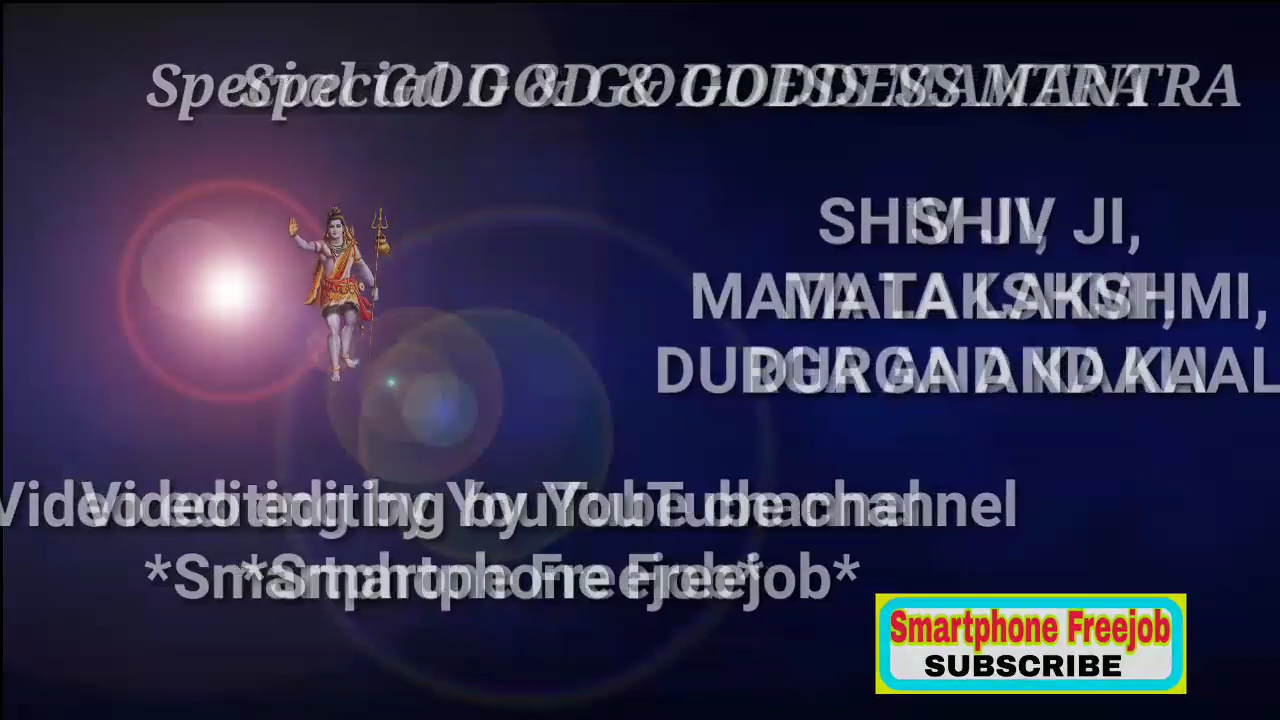 Special GOD & GODDESS MANTRA
SHIV JI,
MATA LAKSHMI,
DURGA AND KAAL
Video editing by YouTube channel
*Smartphone Freejob*
Smartphone Freejob
SUBSCRIBE